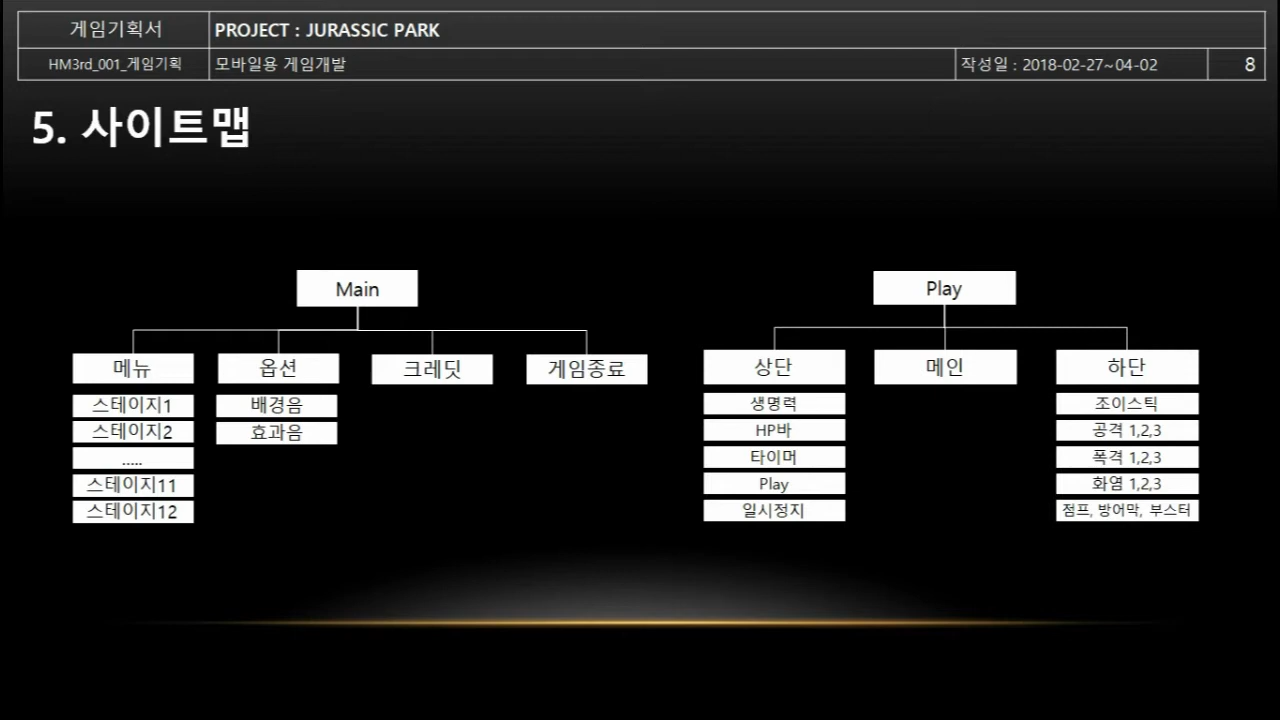 게임기획서
PROJECT : JURASSIC PARK
HM3rd_001_게임기획
모바일용 게임개발
작성일 : 2018-02-27~04-02
8
5. 사이트맵
Main
메뉴
옵션
크레딧
게임종료
스테이지1
스테이지2
.....
스테이지11
스테이지12
배경음
효과음
Play
상단
메인
하단
생명력
HP바
타이머
Play
일시정지
조이스틱
공격 1,2,3
폭격 1,2,3
화염 1,2,3
점프, 방어막, 부스터